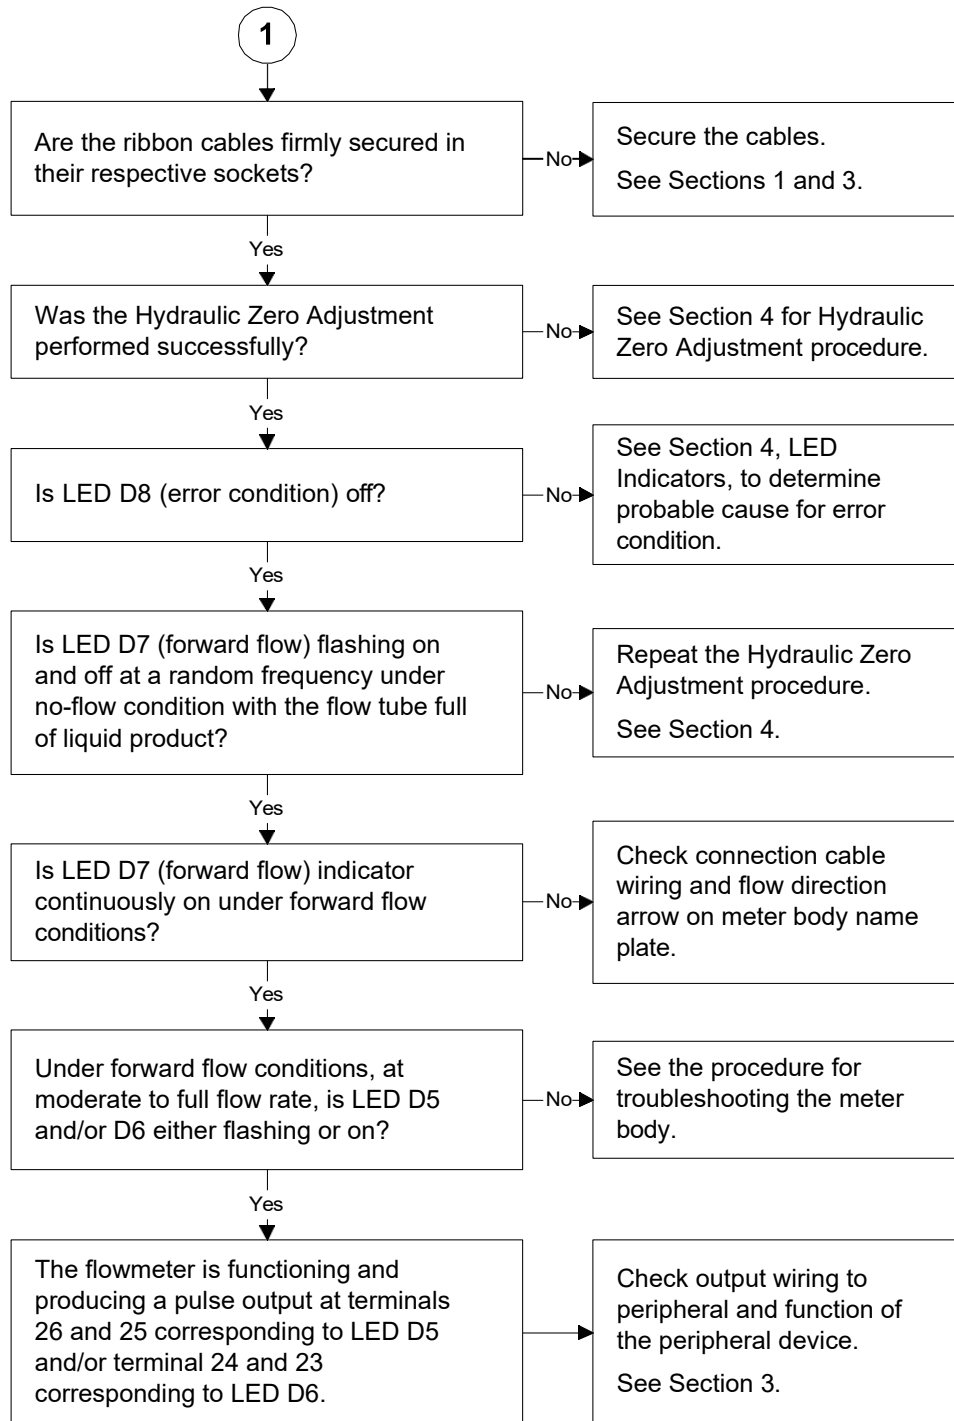 1
Are the ribbon cables firmly secured in
their respective sockets?
No
Secure the cables.
See Sections 1 and 3.
Yes
Was the Hydraulic Zero Adjustment
performed successfully?
No
See Section 4 for Hydraulic
Zero Adjustment procedure.
Yes
Is LED D8 (error condition) off?
No
See Section 4, LED
Indicators, to determine
probable cause for error
condition.
Yes
Is LED D7 (forward flow) flashing on
and off at a random frequency under
no-flow condition with the flow tube full
of liquid product?
No
Repeat the Hydraulic Zero
Adjustment procedure.
See Section 4.
Yes
Is LED D7 (forward flow) indicator
continuously on under forward flow
conditions?
No
Check connection cable
wiring and flow direction
arrow on meter body name
plate.
Yes
Under forward flow conditions, at
moderate to full flow rate, is LED D5
and/or D6 either flashing or on?
No
See the procedure for
troubleshooting the meter
body.
Yes
The flowmeter is functioning and
producing a pulse output at terminals
26 and 25 corresponding to LED D5
and/or terminal 24 and 23
corresponding to LED D6.
Check output wiring to
peripheral and function of
the peripheral device.
See Section 3.